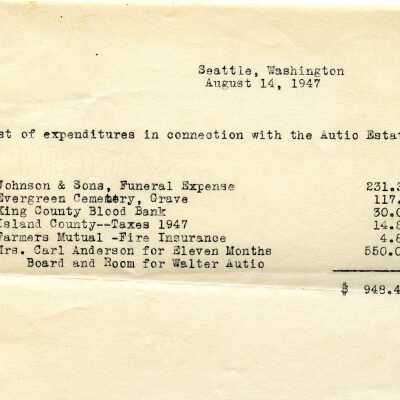 Seattle, Washington
August 14, 1947
st of expenditures in connection with the Autic Estat
Johnson & Sons, Funeral Expense 231.3
Evergreen Cemetery, Grave 117.
King County Blood Bank 30.0
Island County--Taxes 1947 14.8
Farmers Mutual -Fire Insurance 4.8
Mrs. Carl Anderson for Eleven Months 550.0
Board and Room for Walter Autio
$ 948.4